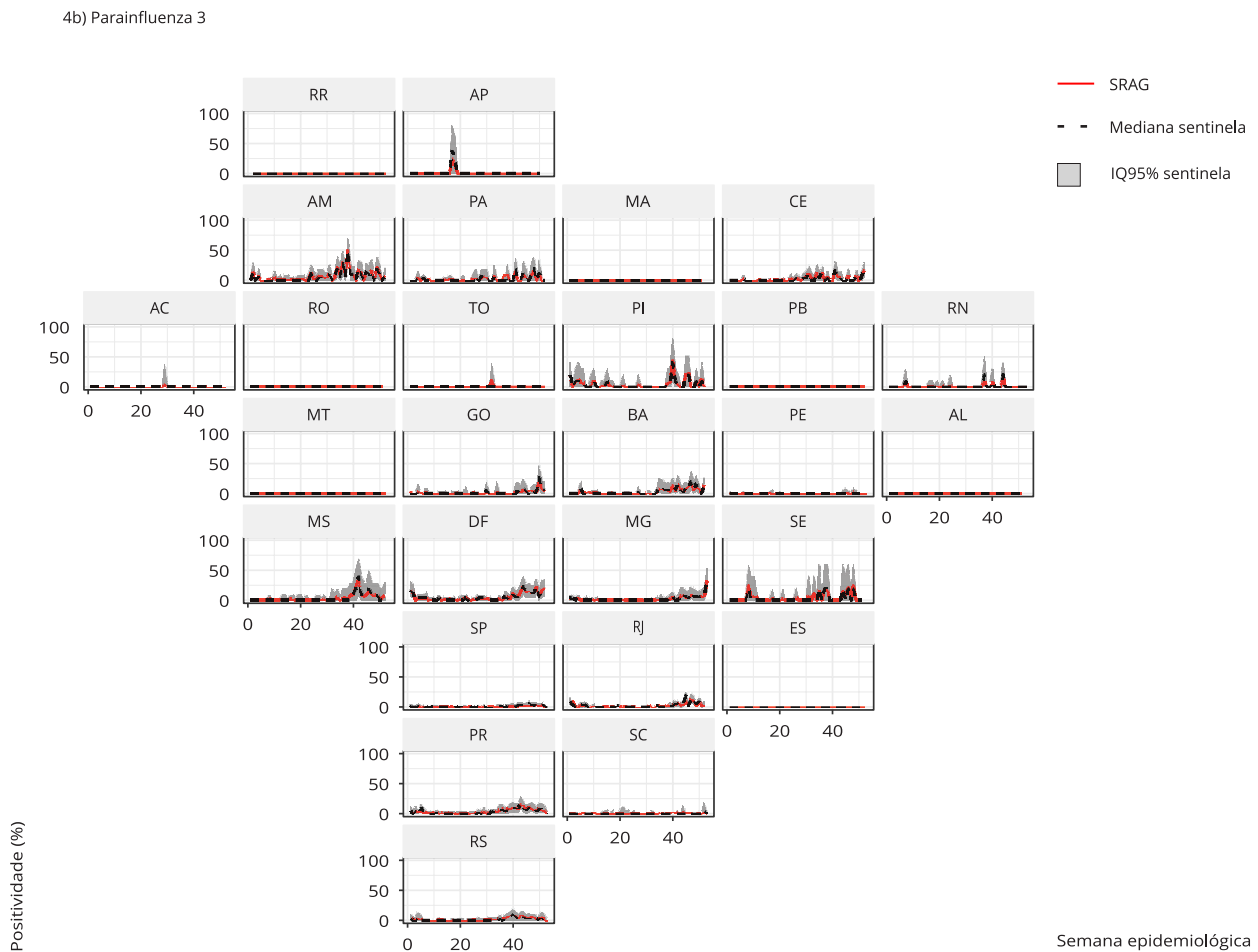 4b) Parainfluenza 3
SRAG
Mediana sentinela
IQ95% sentinela
RR AP
100
50
0
AM PA MA CE
100
50
0
AC RO TO PI PB RN
100
50
0
0 20 40
MT GO BA PE AL
100
50
0
0 20 40
MS DF MG SE
100
50
0
0 20 40
SP RJ ES
100
50
0
0 20 40
PR SC
100
50
0
0 20 40
RS
100
50
0
0 20 40
Positividade (%)
Semana epidemiológica